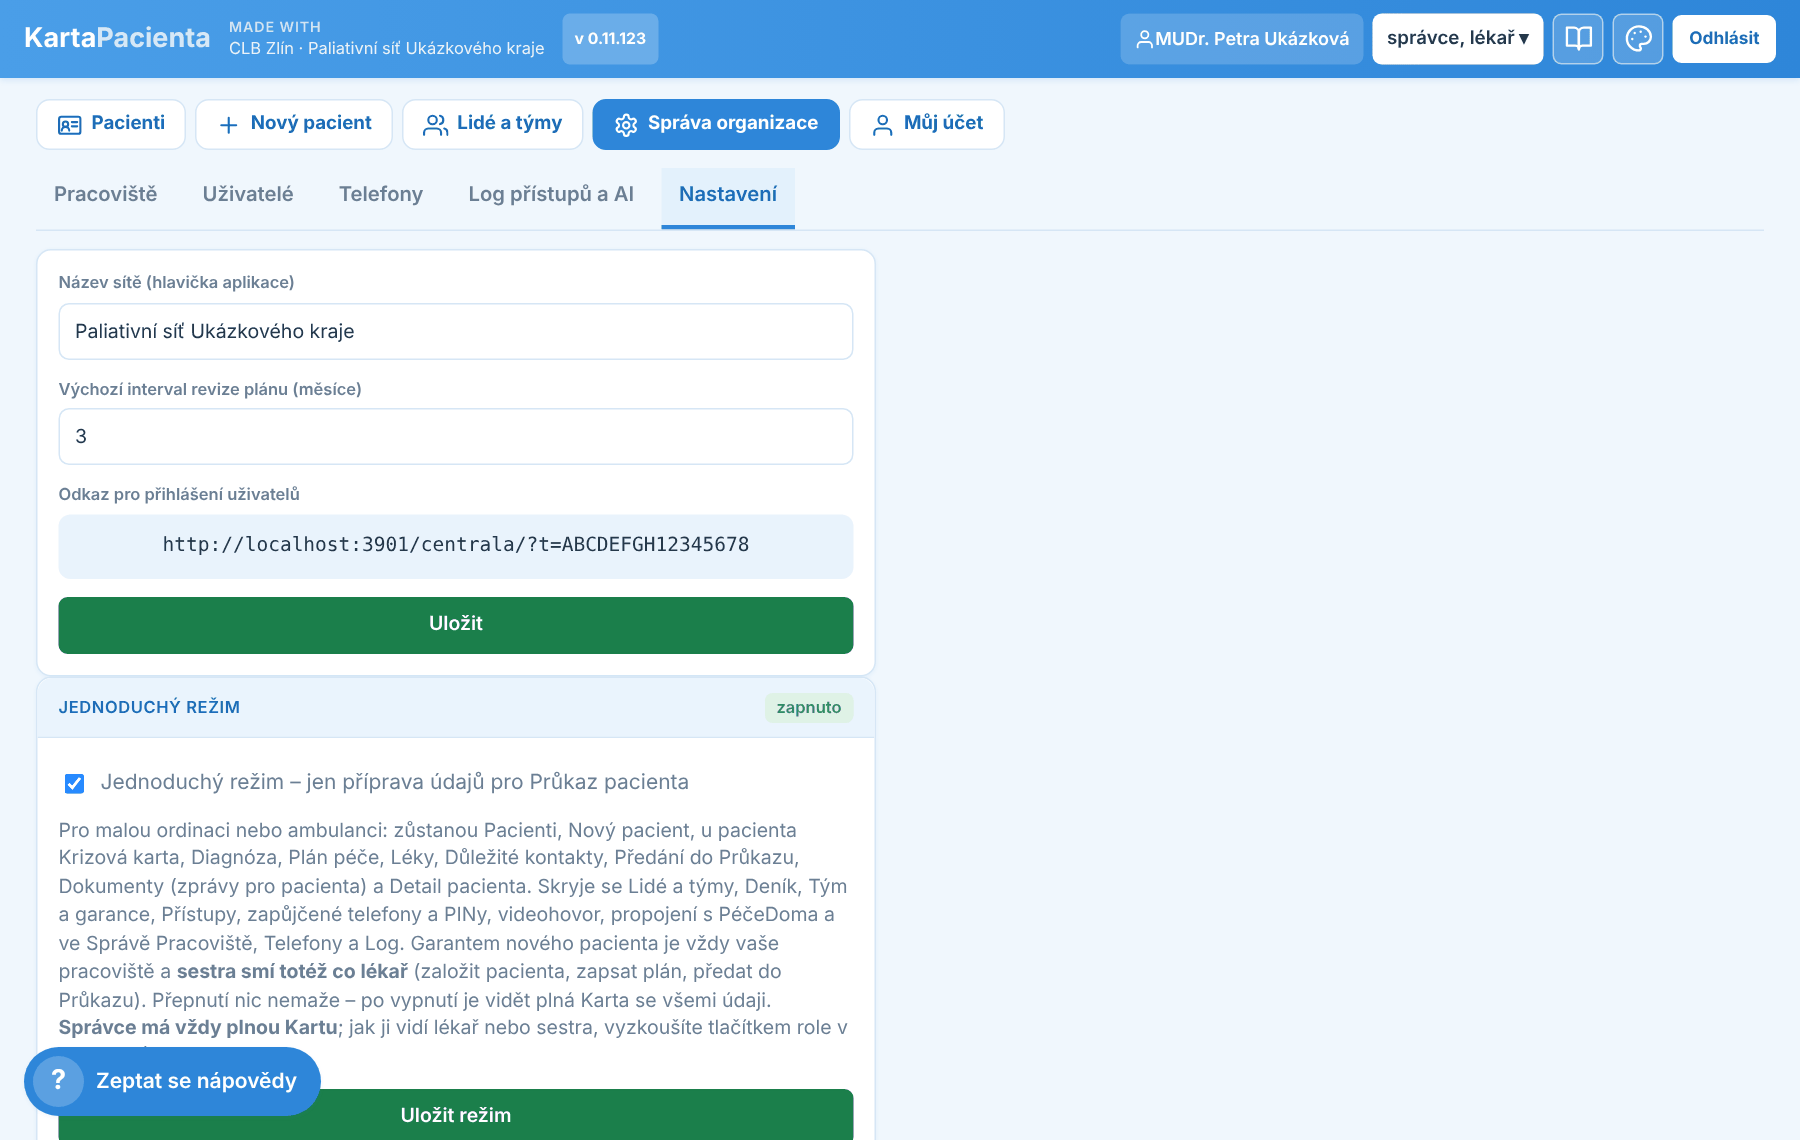 KartaPacienta
MADE WITH
CLB Zlín · Paliativní síť Ukázkového kraje
v 0.11.123
MUDr. Petra Ukázková
správce, lékař ▾
Odhlásit
Pacienti
Nový pacient
Lidé a týmy
Správa organizace
Můj účet
Pracoviště
Uživatelé
Telefony
Log přístupů a AI
Nastavení
Název sítě (hlavička aplikace)
Paliativní síť Ukázkového kraje
Výchozí interval revize plánu (měsíce)
3
Odkaz pro přihlášení uživatelů
http://localhost:3901/centrala/?t=ABCDEFGH12345678
Uložit
JEDNODUCHÝ REŽIM
zapnuto
Jednoduchý režim – jen příprava údajů pro Průkaz pacienta
Pro malou ordinaci nebo ambulanci: zůstanou Pacienti, Nový pacient, u pacienta
Krizová karta, Diagnóza, Plán péče, Léky, Důležité kontakty, Předání do Průkazu,
Dokumenty (zprávy pro pacienta) a Detail pacienta. Skryje se Lidé a týmy, Deník, Tým
a garance, Přístupy, zapůjčené telefony a PINy, videohovor, propojení s PéčeDoma a
ve Správě Pracoviště, Telefony a Log. Garantem nového pacienta je vždy vaše
pracoviště a sestra smí totéž co lékař (založit pacienta, zapsat plán, předat do
Průkazu). Přepnutí nic nemaže – po vypnutí je vidět plná Karta se všemi údaji.
Správce má vždy plnou Kartu; jak ji vidí lékař nebo sestra, vyzkoušíte tlačítkem role v
? Zeptat se nápovědy
Uložit režim